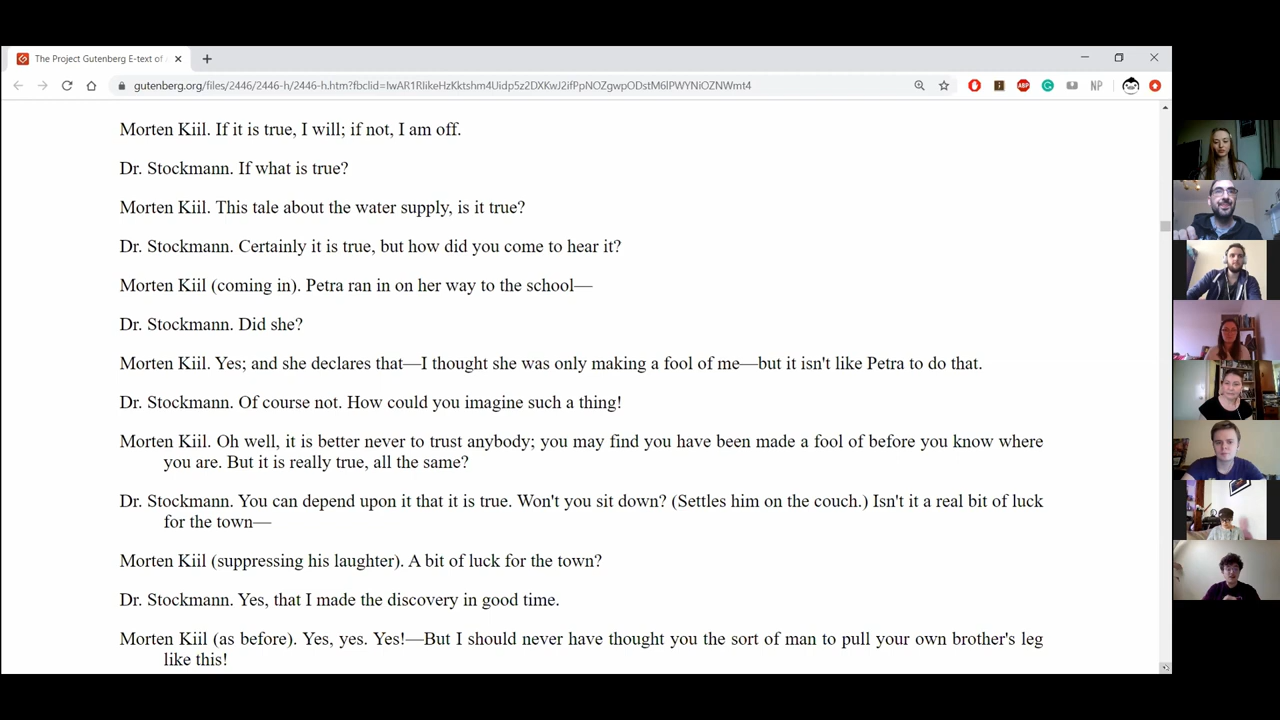 The Project Gutenberg E-text of
gutenberg.org/files/2446/2446-h/2446-h.htm?fbclid=
NP
Morten Kiil. If it is true, I will; if not, I am off.
Dr. Stockmann. If what is true?
Morten Kiil. This tale about the water supply, is it true?
Dr. Stockmann. Certainly it is true, but how did you come to hear it?
Morten Kiil (coming in). Petra ran in on her way to the school—
Dr. Stockmann. Did she?
Morten Kiil. Yes; and she declares that—I thought she was only making a fool of me—but it isn't like Petra to do that.
Dr. Stockmann. Of course not. How could you imagine such a thing!
Morten Kiil. Oh well, it is better never to trust anybody; you may find you have been made a fool of before you know where
you are. But it is really true, all the same?
Dr. Stockmann. You can depend upon it that it is true. Won't you sit down? (Settles him on the couch.) Isn't it a real bit of luck
for the town—
Morten Kiil (suppressing his laughter). A bit of luck for the town?
Dr. Stockmann. Yes, that I made the discovery in good time.
Morten Kiil (as before). Yes, yes. Yes!—But I should never have thought you the sort of man to pull your own brother's leg
like this!